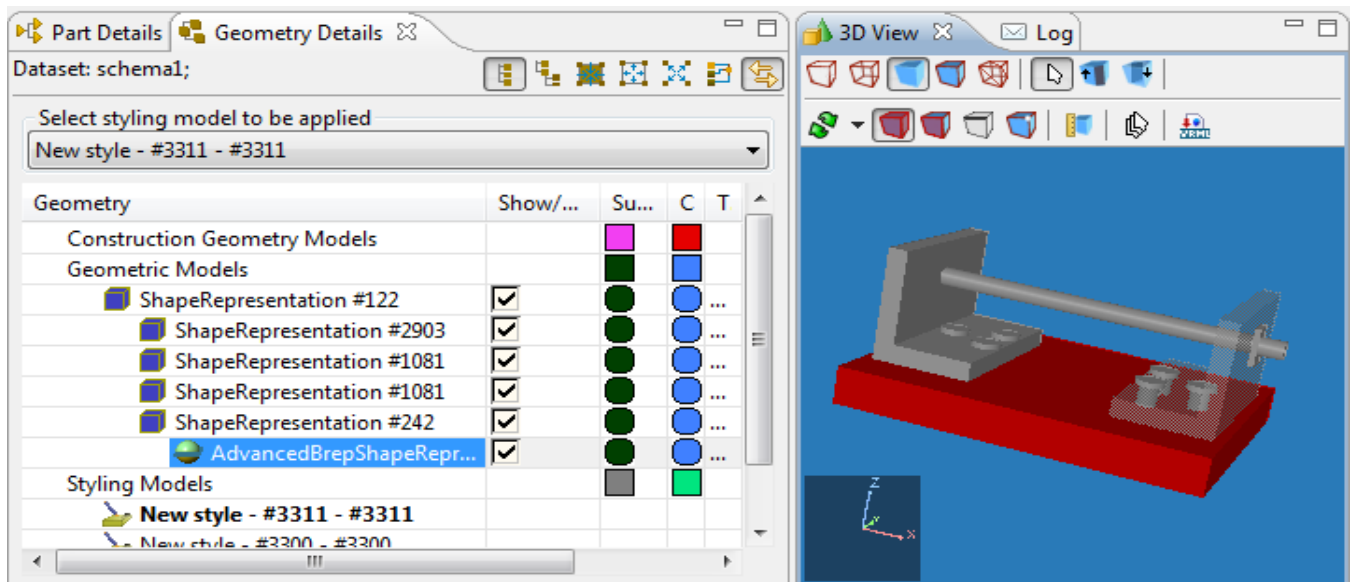 Part Details Geometry Details
Dataset: schema1;
Select styling model to be applied
New style - #3311 - #3311
Geometry Show/... Su... C T
Construction Geometry Models
Geometric Models
ShapeRepresentation #122 ...
ShapeRepresentation #2903 ...
ShapeRepresentation #1081 ...
ShapeRepresentation #1081 ...
ShapeRepresentation #242 ...
AdvancedBrepShapeRepr... ...
Styling Models
New style - #3311 - #3311
New style - #3300 - #3300
3D View Log
VRML
Z
Y
X